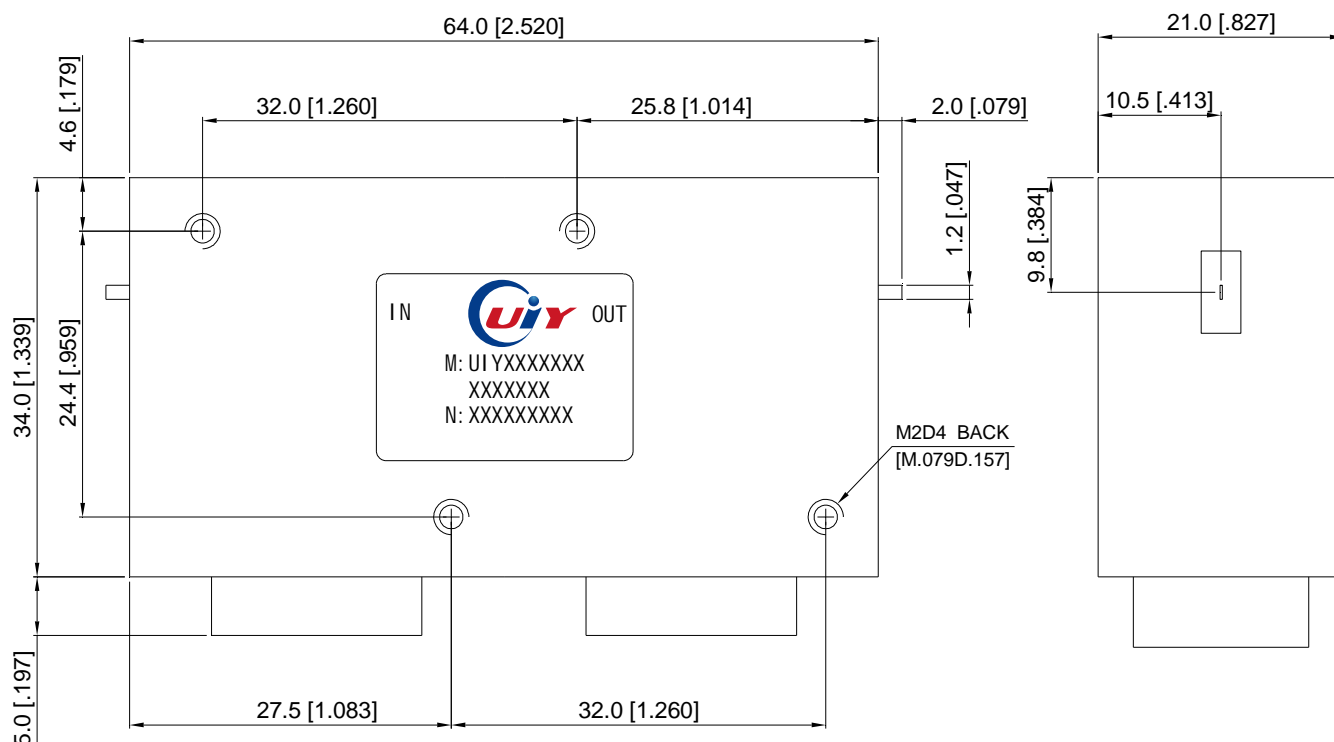 64.0 [2.520]
21.0 [.827]
4.6 [.179]
32.0 [1.260]
25.8 [1.014]
2.0 [.079]
10.5 [.413]
1.2 [.047]
9.8 [.384]
34.0 [1.339]
24.4 [.959]
IN
UiY
OUT
M: UIYXXXXXXX
XXXXXXX
N: XXXXXXXXX
M2D4 BACK
[M.079D.157]
5.0 [.197]
27.5 [1.083]
32.0 [1.260]